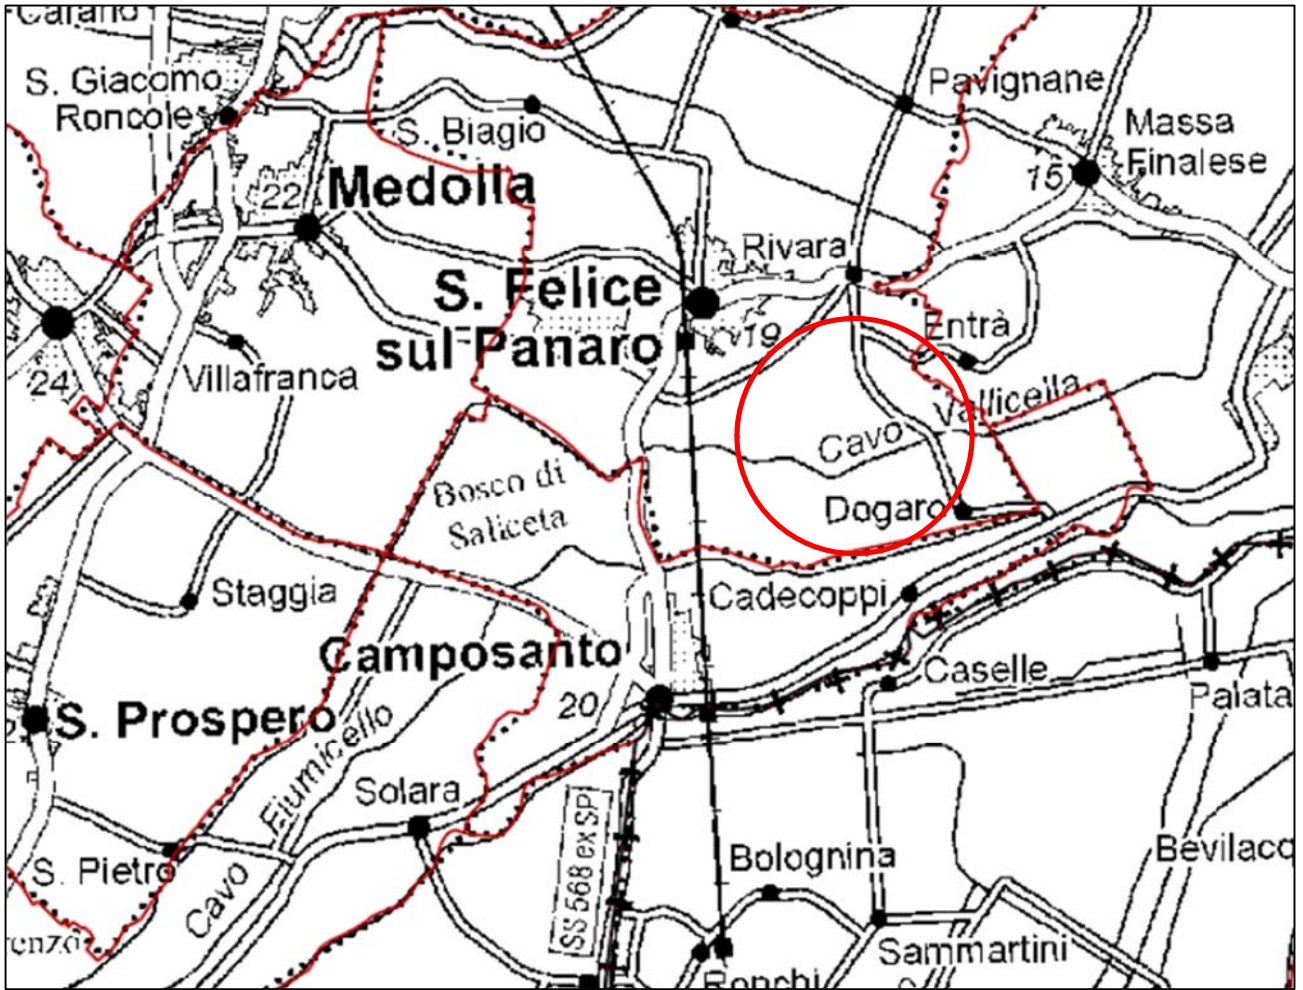 Carano
S. Giacomo
Roncole
S. Biagio
Pavignane
Massa
Finalese
15
22
Medolla
Rivara
S. Felice
sul Panaro
19
Entrà
24
Villafranca
Vallicella
Cavo
Bosco di
Saliceta
Dogaro
Staggia
Cadecoppi
Camposanto
Caselle
20
Palata
S. Prospero
Fiumicello
Solara
SS 568 ex SP
Bolognina
Bevilacq
S. Pietro
Cavo
renzo
Sammartini
Ronchi